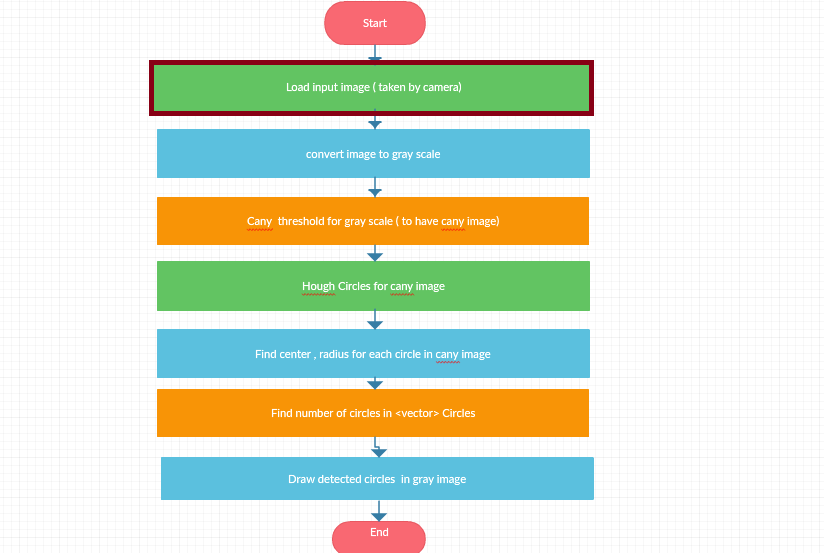 Start
Load input image ( taken by camera)
convert image to gray scale
Cany threshold for gray scale ( to have cany image)
Hough Circles for cany image
Find center , radius for each circle in cany image
Find number of circles in <vector> Circles
Draw detected circles in gray image
End